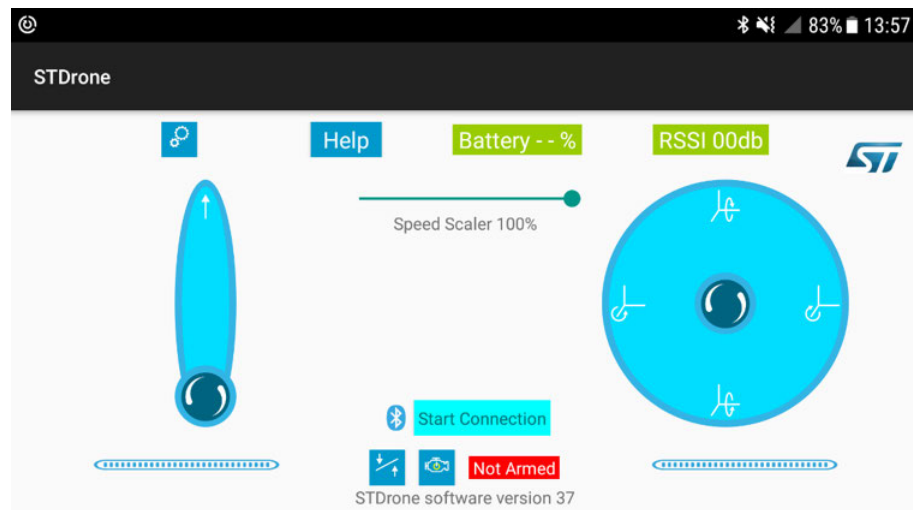 83% 13:57
STDrone
Help
Battery - - %
RSSI 00db
ST
Speed Scaler 100%
Start Connection
Not Armed
STDrone software version 37